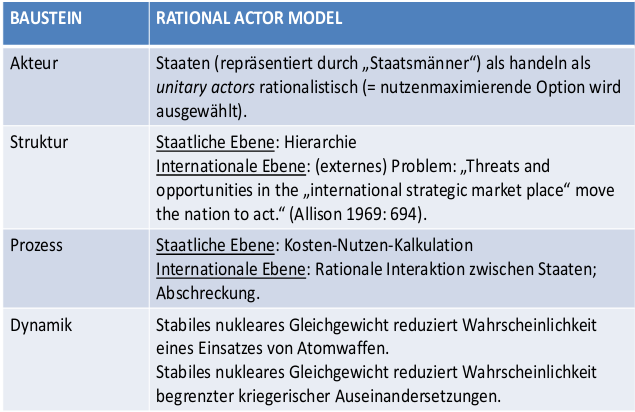 BAUSTEIN RATIONAL ACTOR MODEL
Akteur Staaten (repräsentiert durch „Staatsmänner“) als handeln als
unitary actors rationalistisch (= nutzenmaximierende Option wird
ausgewählt).
Struktur Staatliche Ebene: Hierarchie
Internationale Ebene: (externes) Problem: „Threats and
opportunities in the „international strategic market place“ move
the nation to act.“ (Allison 1969: 694).
Prozess Staatliche Ebene: Kosten-Nutzen-Kalkulation
Internationale Ebene: Rationale Interaktion zwischen Staaten;
Abschreckung.
Dynamik Stabiles nukleares Gleichgewicht reduziert Wahrscheinlichkeit
eines Einsatzes von Atomwaffen.
Stabiles nukleares Gleichgewicht reduziert Wahrscheinlichkeit
begrenzter kriegerischer Auseinandersetzungen.